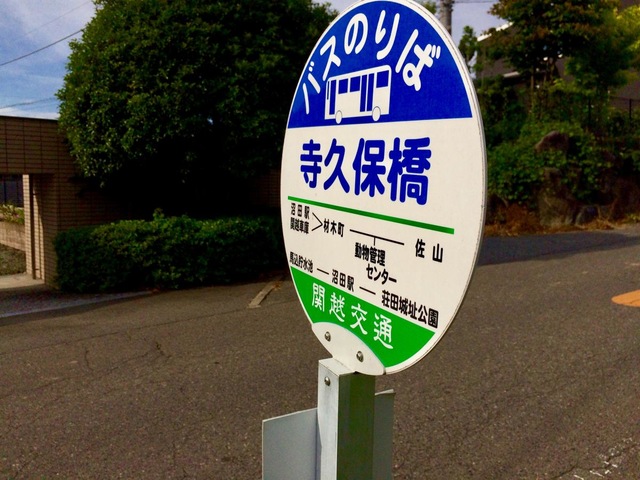 バスのりば
寺久保橋
沼田駅
関越車庫
材木町
佐山
動物管理
センター
沼田駅
荘田城址公園
関越交通